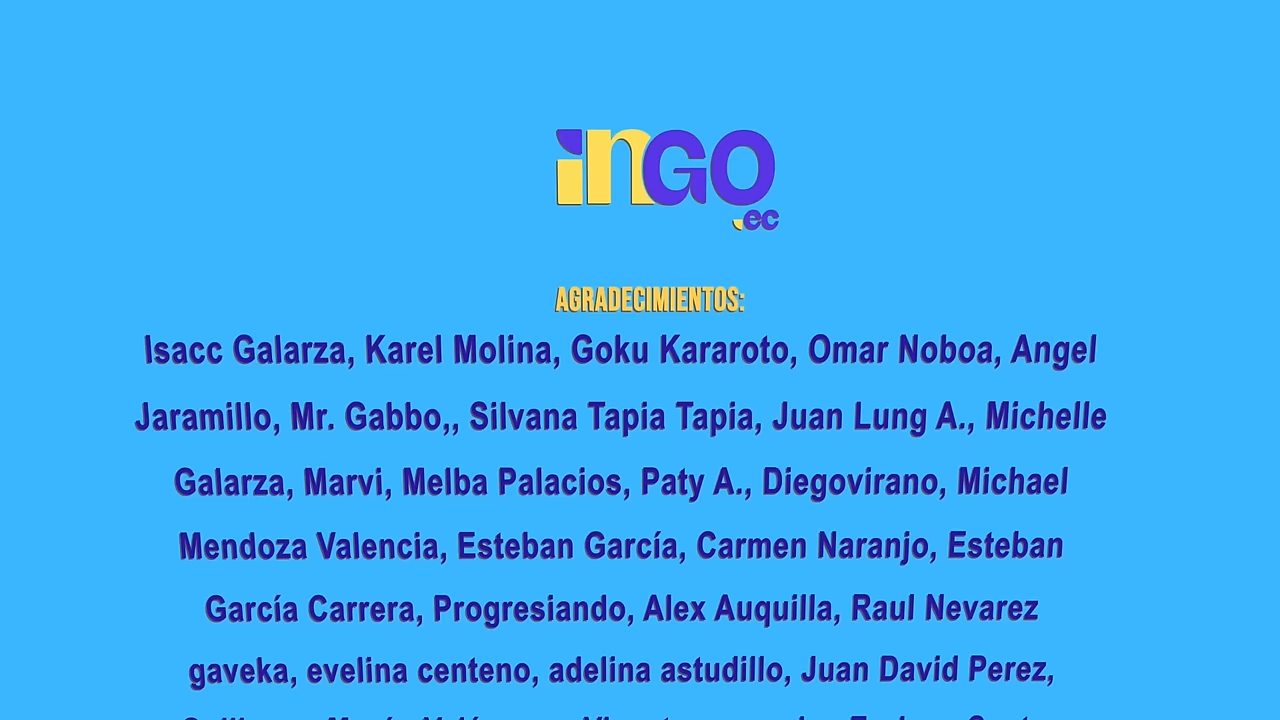 inGO
.ec
AGRADECIMIENTOS:
Isacc Galarza, Karel Molina, Goku Kararoto, Omar Noboa, Angel
Jaramillo, Mr. Gabbo,, Silvana Tapia Tapia, Juan Lung A., Michelle
Galarza, Marvi, Melba Palacios, Paty A., Diegovirano, Michael
Mendoza Valencia, Esteban García, Carmen Naranjo, Esteban
García Carrera, Progresiando, Alex Auquilla, Raul Nevarez
gaveka, evelina centeno, adelina astudillo, Juan David Perez,